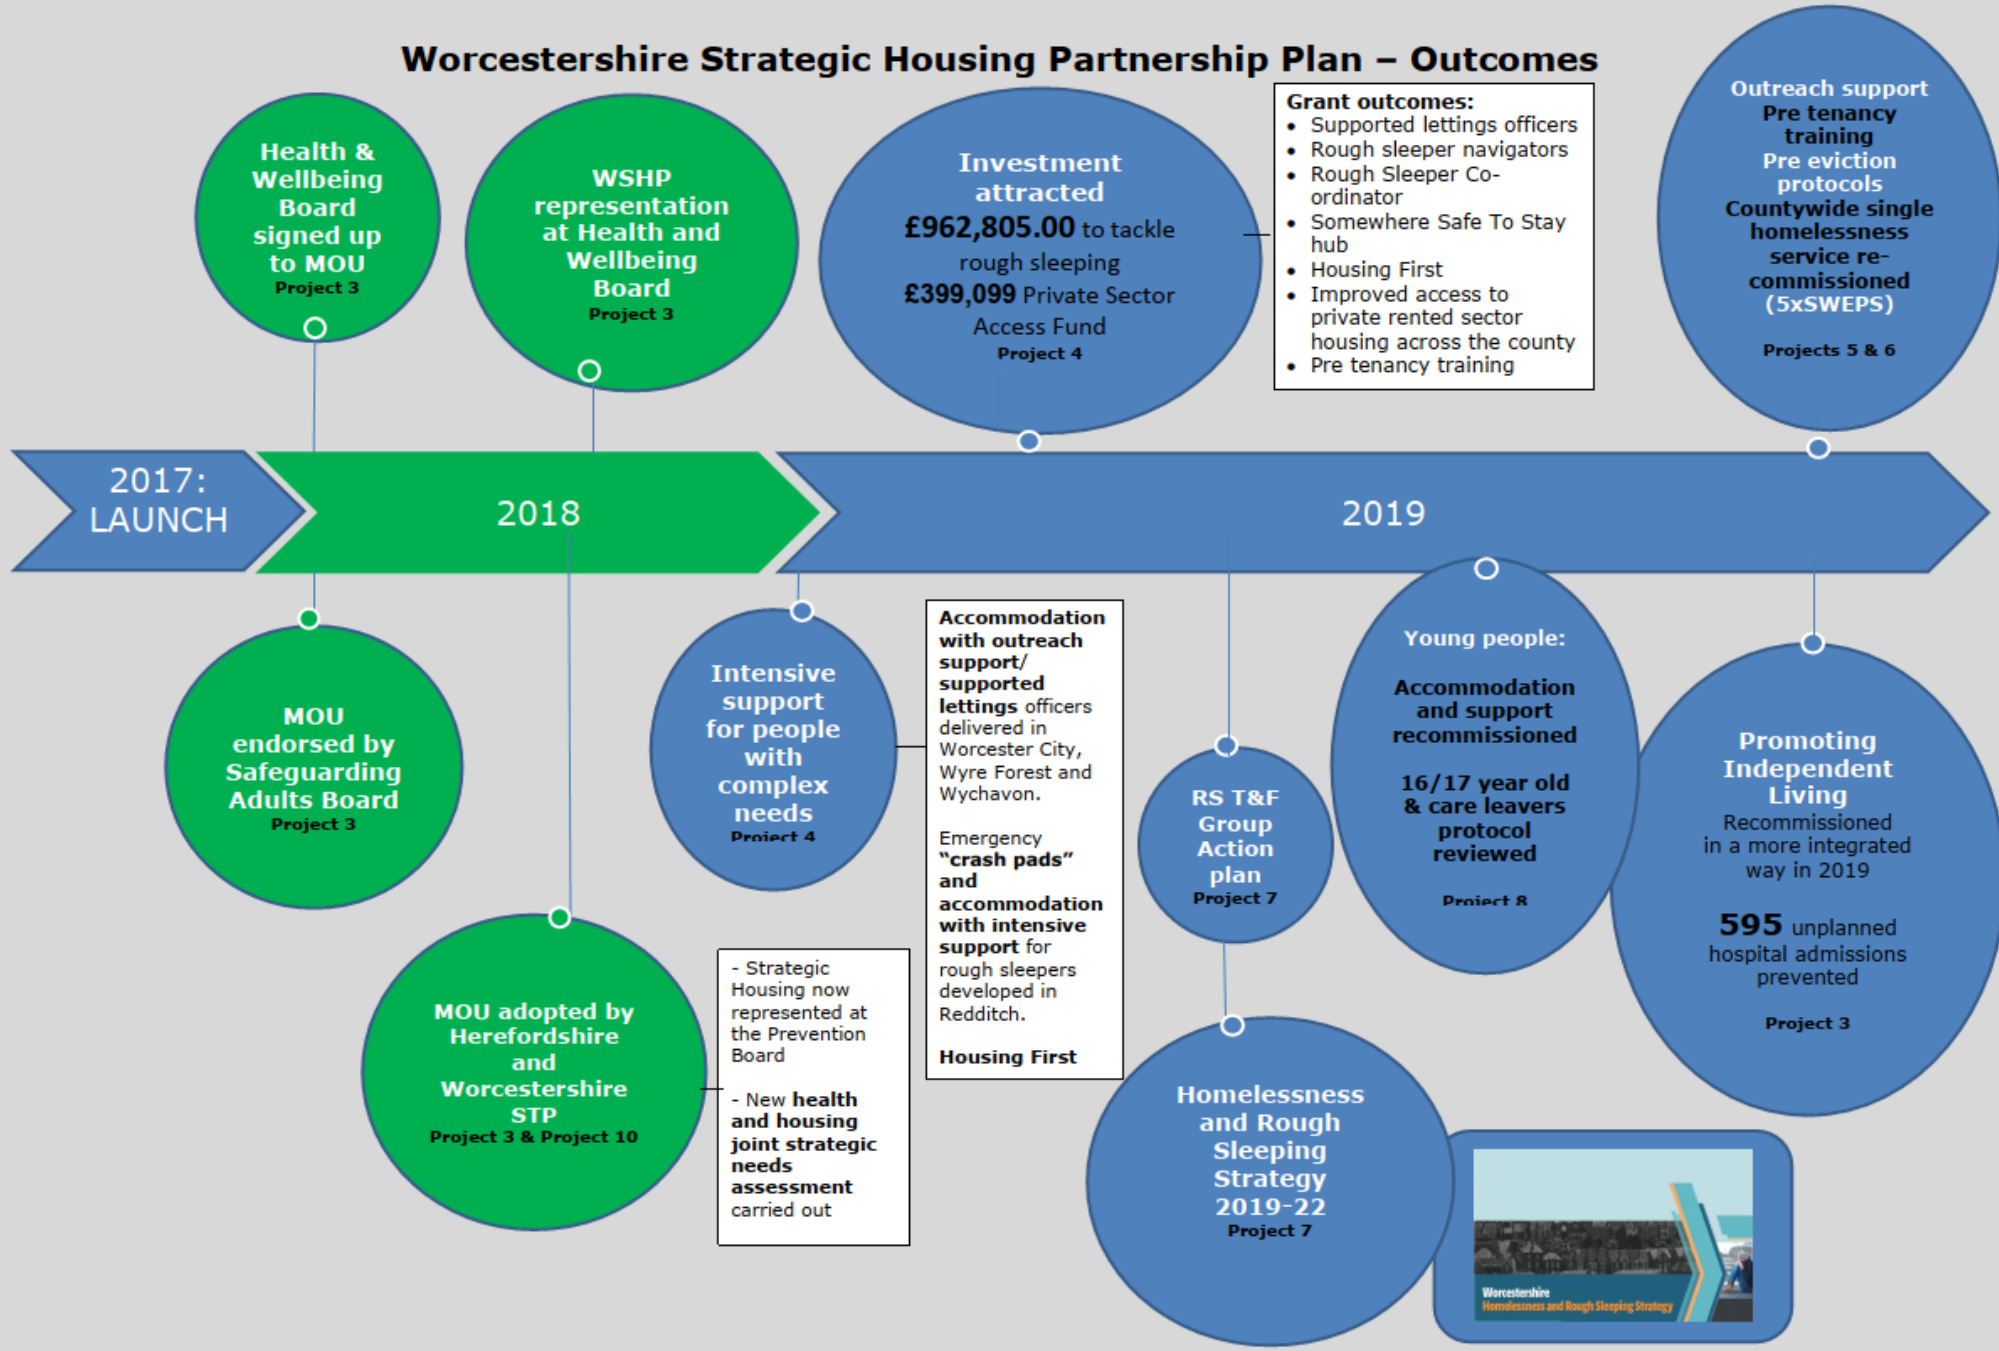 Worcestershire Strategic Housing Partnership Plan – Outcomes
Health &
Wellbeing
Board
signed up
to MOU
Project 3
WSHP
representation
at Health and
Wellbeing
Board
Project 3
Investment
attracted
£962,805.00 to tackle
rough sleeping
£399,099 Private Sector
Access Fund
Project 4
Grant outcomes:
• Supported lettings officers
• Rough sleeper navigators
• Rough Sleeper Co-
ordinator
• Somewhere Safe To Stay
hub
• Housing First
• Improved access to
private rented sector
housing across the county
• Pre tenancy training
Outreach support
Pre tenancy
training
Pre eviction
protocols
Countywide single
homelessness
service re-
commissioned
(5xSWEPS)
Projects 5 & 6
2017:
LAUNCH
2018
2019
MOU
endorsed by
Safeguarding
Adults Board
Project 3
MOU adopted by
Herefordshire
and
Worcestershire
STP
Project 3 & Project 10
- Strategic
Housing now
represented at
the Prevention
Board
- New health
and housing
joint strategic
needs
assessment
carried out
Intensive
support
for people
with
complex
needs
Project 4
Accommodation
with outreach
support/
supported
lettings officers
delivered in
Worcester City,
Wyre Forest and
Wychavon.
Emergency
“crash pads”
and
accommodation
with intensive
support for
rough sleepers
developed in
Redditch.
Housing First
RS T&F
Group
Action
plan
Project 7
Homelessness
and Rough
Sleeping
Strategy
2019-22
Project 7
Young people:
Accommodation
and support
recommissioned
16/17 year old
& care leavers
protocol
reviewed
Project 8
Promoting
Independent
Living
Recommissioned
in a more integrated
way in 2019
595 unplanned
hospital admissions
prevented
Project 3
Worcestershire
Homelessness and Rough Sleeping Strategy